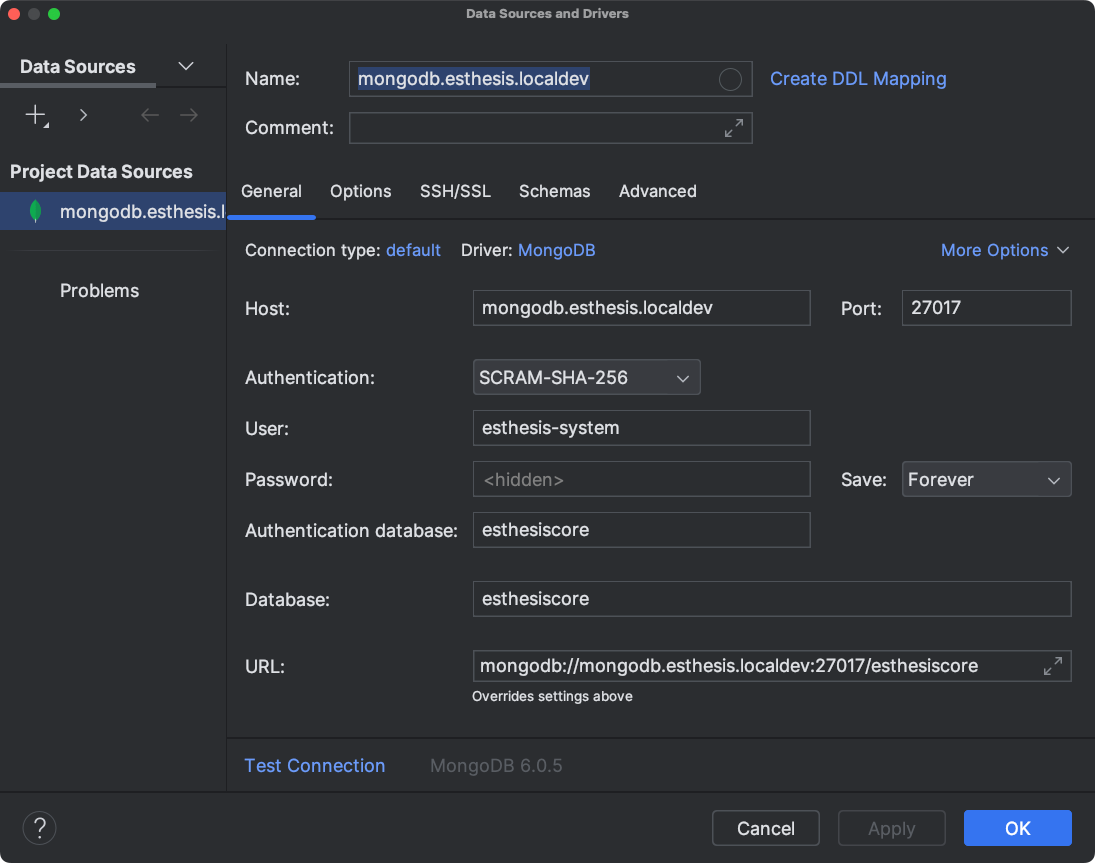 Data Sources and Drivers
Data Sources
Project Data Sources
mongodb.esthesis.l
Problems
Name: mongodb.esthesis.localdev Create DDL Mapping
Comment:
General Options SSH/SSL Schemas Advanced
Connection type: default Driver: MongoDB More Options
Host: mongodb.esthesis.localdev Port: 27017
Authentication: SCRAM-SHA-256
User: esthesis-system
Password: <hidden> Save: Forever
Authentication database: esthesiscore
Database: esthesiscore
URL: mongodb://mongodb.esthesis.localdev:27017/esthesiscore
Overrides settings above
Test Connection MongoDB 6.0.5
? Cancel Apply OK